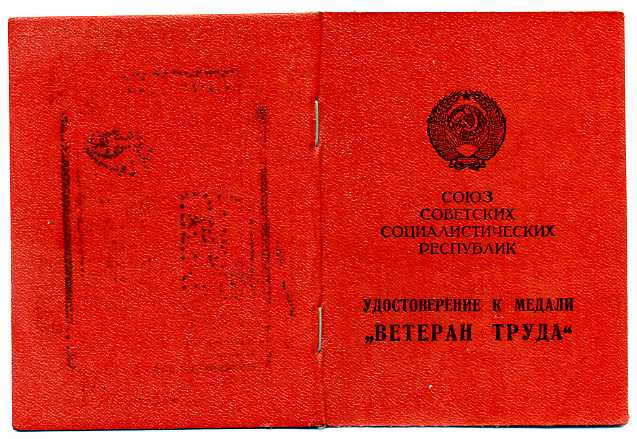 СОЮЗ
СОВЕТСКИХ
СОЦИАЛИСТИЧЕСКИХ
РЕСПУБЛИК
УДОСТОВЕРЕНИЕ К МЕДАЛИ
„ВЕТЕРАН ТРУДА“